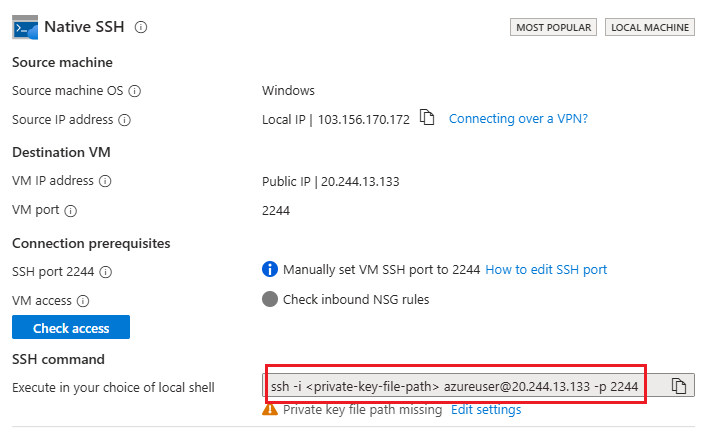 Native SSH
MOST POPULAR
LOCAL MACHINE
Source machine
Source machine OS
Windows
Source IP address
Local IP | 103.156.170.172
Connecting over a VPN?
Destination VM
VM IP address
Public IP | 20.244.13.133
VM port
2244
Connection prerequisites
SSH port 2244
Manually set VM SSH port to 2244 How to edit SSH port
VM access
Check inbound NSG rules
Check access
SSH command
Execute in your choice of local shell
ssh -i <private-key-file-path> azureuser@20.244.13.133 -p 2244
Private key file path missing Edit settings